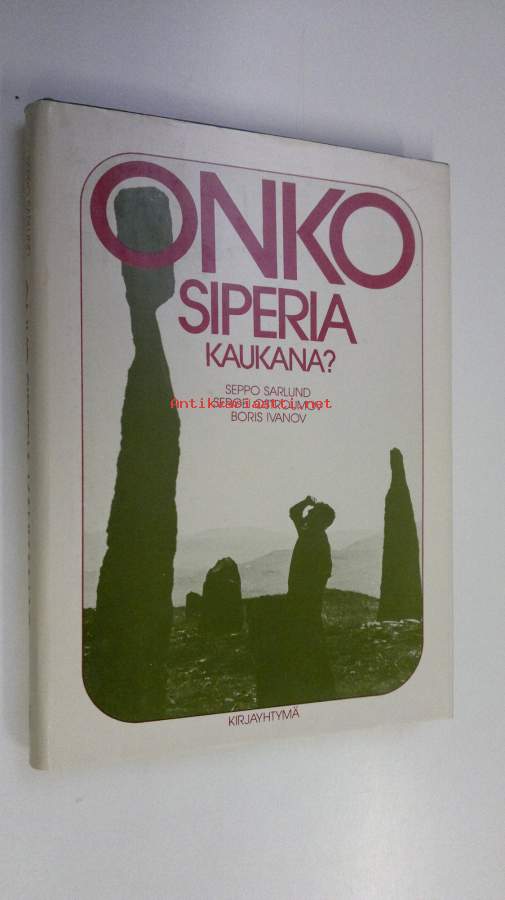 ONKO
SIPERIA
KAUKANA?
SEPPO SARLUND
Antikvariaatti.net
BORIS IVANOV
KIRJAYHTYMÄ